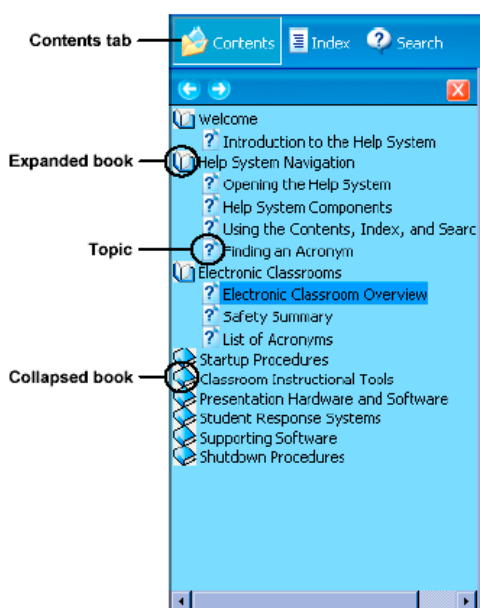 Contents tab
Contents Index Search
Welcome
Introduction to the Help System
Expanded book
Help System Navigation
Opening the Help System
Help System Components
Using the Contents, Index, and Searc
Topic
Finding an Acronym
Electronic Classrooms
Electronic Classroom Overview
Safety Summary
List of Acronyms
Startup Procedures
Collapsed book
Classroom Instructional Tools
Presentation Hardware and Software
Student Response Systems
Supporting Software
Shutdown Procedures